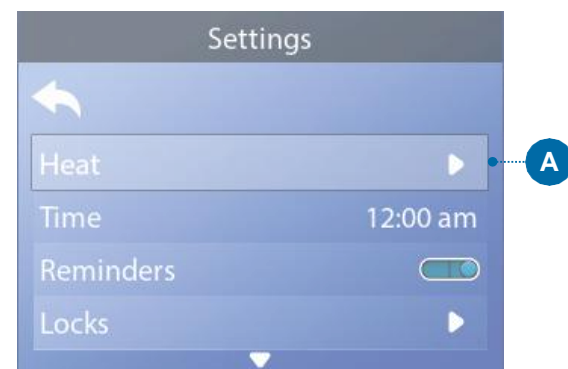 Settings
Heat
A
Time 12:00 am
Reminders
Locks